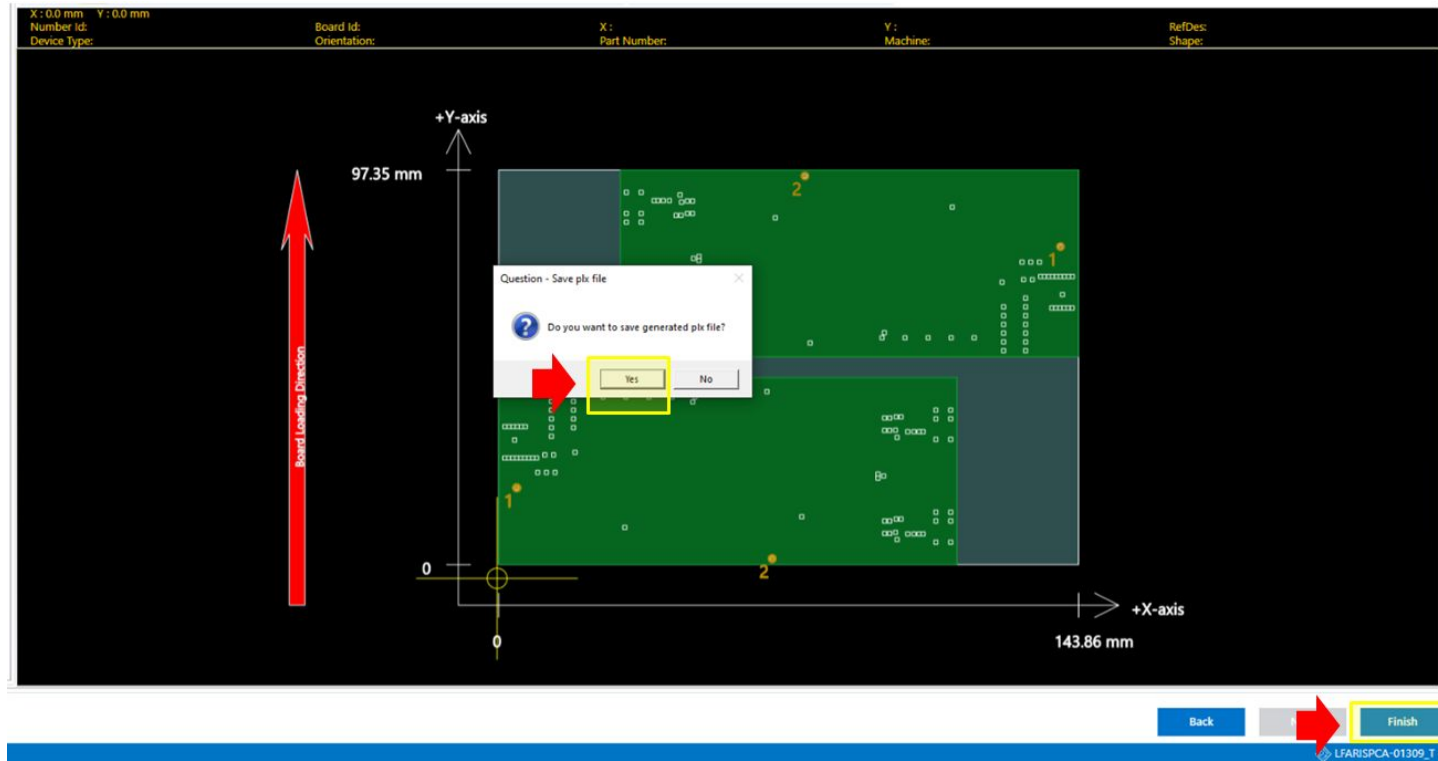 X : 0.0 mm Y : 0.0 mm
Number Id: Board Id: X : Y : RefDes:
Device Type: Orientation: Part Number: Machine: Shape:
+Y-axis
97.35 mm
2
1
Question - Save plx file
Do you want to save generated plx file?
Yes No
Board Loading Direction
1
2
0
+X-axis
0
143.86 mm
Back Finish
LFARISPCA-01309_T